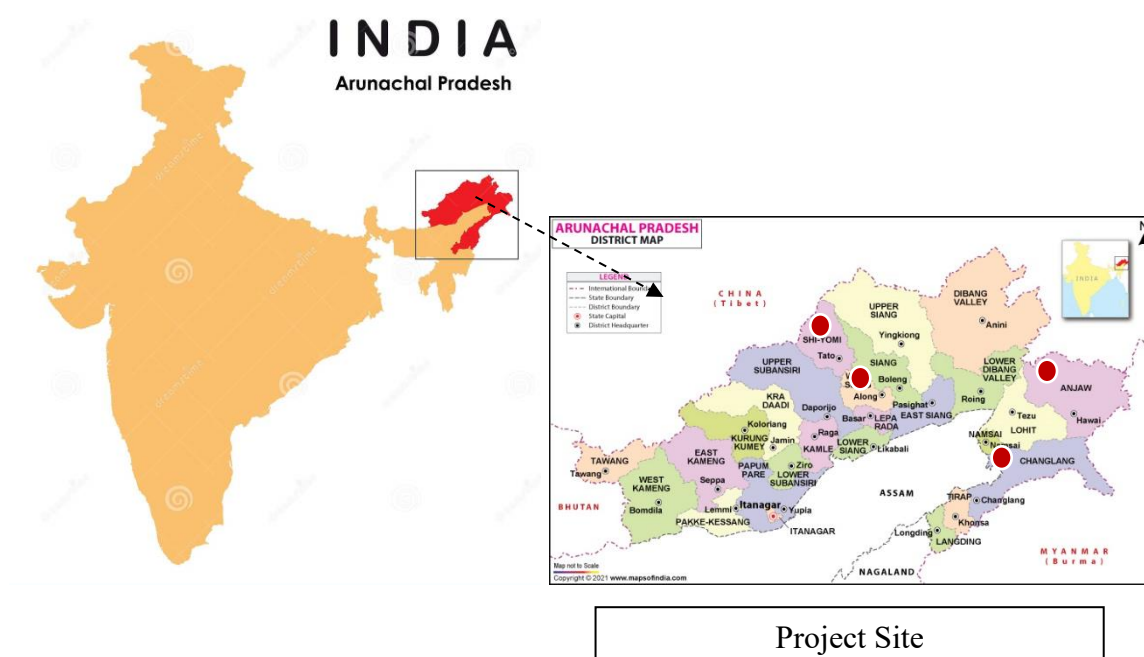 INDIA
Arunachal Pradesh
ARUNACHAL PRADESH
DISTRICT MAP
LEGEND
International Bound
State Boundary
District Boundary
State Capital
District Headquarter
CHINA
(Tibet)
INDIA
N
DIBANG
VALLEY
Anini
UPPER
SIANG
Yingkiong
SHI-YOMI
Tato
SIANG
Boleng
Along
UPPER
SUBANSIRI
LOWER
DIBANG
VALLEY
Roing
ANJAW
Hawai
Pasighat
EAST SIANG
KRA
DAADI
Daporijo
Basar
LEPA
RADA
Tezu
LOHIT
Koloriang
KURUNG
KUMEY
Jamin
Raga
KAMLE
LOWER
SIANG
Likabali
NAMSAI
Namsai
CHANGLANG
TAWANG
Tawang
EAST
KAMENG
Seppa
PAPUM
PARE
Ziro
LOWER
SUBANSIRI
WEST
KAMENG
Bomdila
ASSAM
TIRAP
Changlang
BHUTAN
Lemmi
Itanagar
Yupia
PAKKE-KESSANG
ITANAGAR
Khonsa
Longding
LANGDING
MYANMAR
(Burma)
NAGALAND
Map not to Scale
Copyright © 2021 www.mapsofindia.com
Project Site